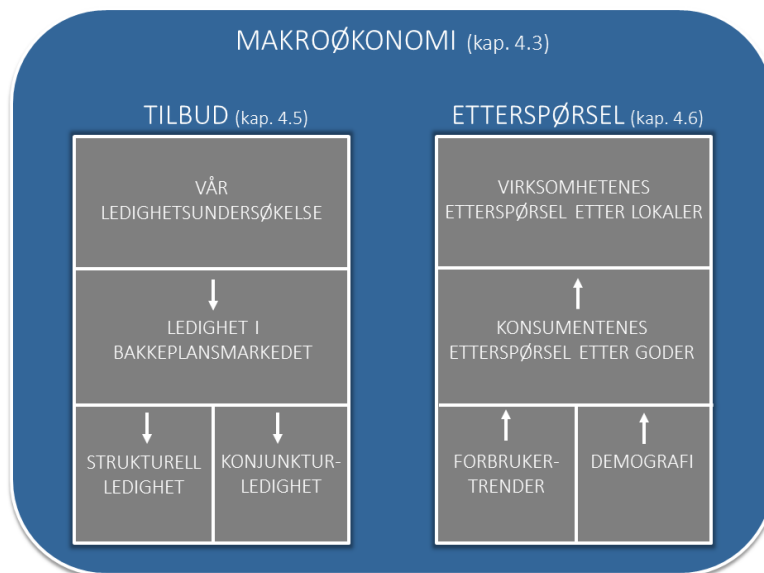 MAKROØKONOMI (kap. 4.3)
TILBUD (kap. 4.5)
VÅR
LEDIGHETSUNDERSØKELSE
LEDIGHET I
BAKKEPLANSMARKEDET
STRUKTURELL
LEDIGHET
KONJUNKTUR-
LEDIGHET
ETTERSPØRSEL (kap. 4.6)
VIRKSOMHETENES
ETTERSPØRSEL ETTER LOKALER
KONSUMENTENES
ETTERSPØRSEL ETTER GODER
FORBRUKER-
TRENDER
DEMOGRAFI